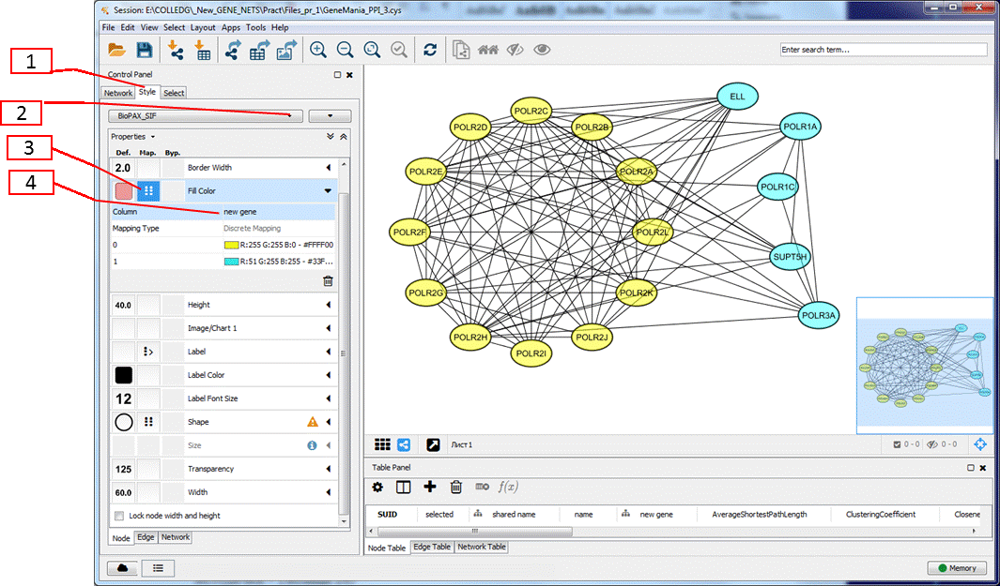 Session: E:\COLLEDG\_New_GENE_NETS\Pract\Files_pr_1\GeneMania_PPI_3.cys
File Edit View Select Layout Apps Tools Help
Enter search term...
1
2
3
4
Control Panel
Network Style Select
BioPAX_SIF
Properties
Def. Map. Byp.
2.0 Border Width
Fill Color
Column new gene
Mapping Type Discrete Mapping
0 R:255 G:255 B:0 - #FFFF00
1 R:51 G:255 B:255 - #33F...
40.0 Height
Image/Chart 1
Label
Label Color
12 Label Font Size
Shape
Size
125 Transparency
60.0 Width
Lock node width and height
Node Edge Network
ELL
POLR2C
POLR2D
POLR2B
POLR1A
POLR2E
POLR2A
POLR1C
POLR2F
POLR2L
SUPT5H
POLR2G
POLR2K
POLR3A
POLR2H
POLR2J
POLR2I
Лист1
0 - 0 0 - 0
Table Panel
f(x)
SUID selected shared name name new gene AverageShortestPathLength ClusteringCoefficient Closene
Node Table Edge Table Network Table
Memory